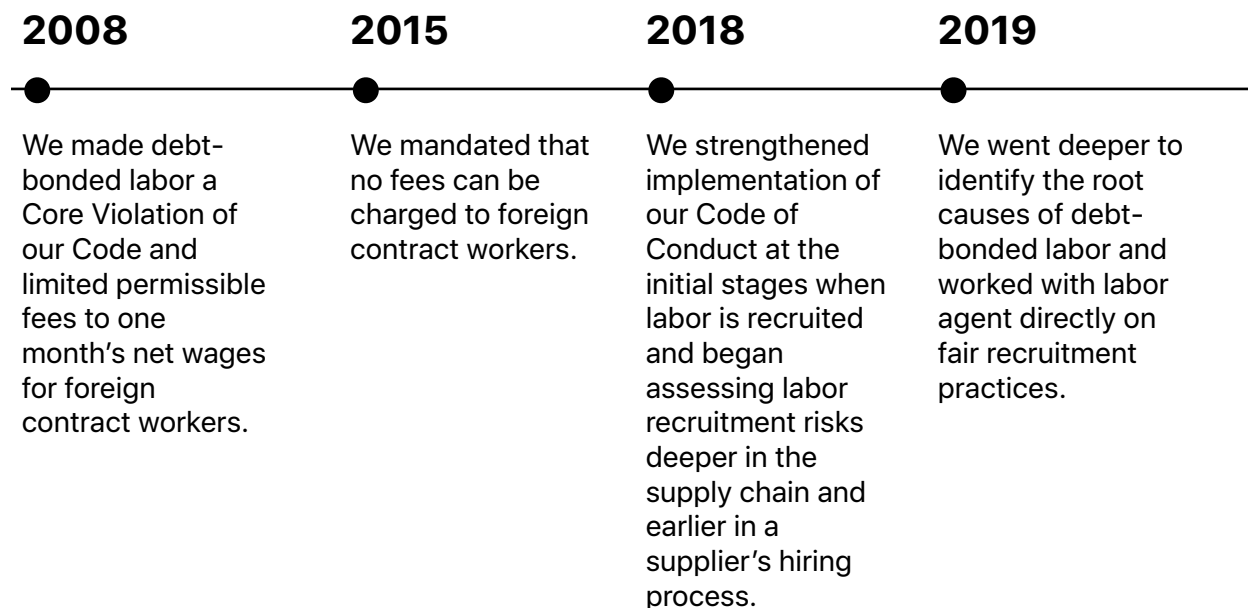 2008
We made debt-
bonded labor a
Core Violation of
our Code and
limited permissible
fees to one
month's net wages
for foreign
contract workers.
2015
We mandated that
no fees can be
charged to foreign
contract workers.
2018
We strengthened
implementation of
our Code of
Conduct at the
initial stages when
labor is recruited
and began
assessing labor
recruitment risks
deeper in the
supply chain and
earlier in a
supplier's hiring
process.
2019
We went deeper to
identify the root
causes of debt-
bonded labor and
worked with labor
agent directly on
fair recruitment
practices.